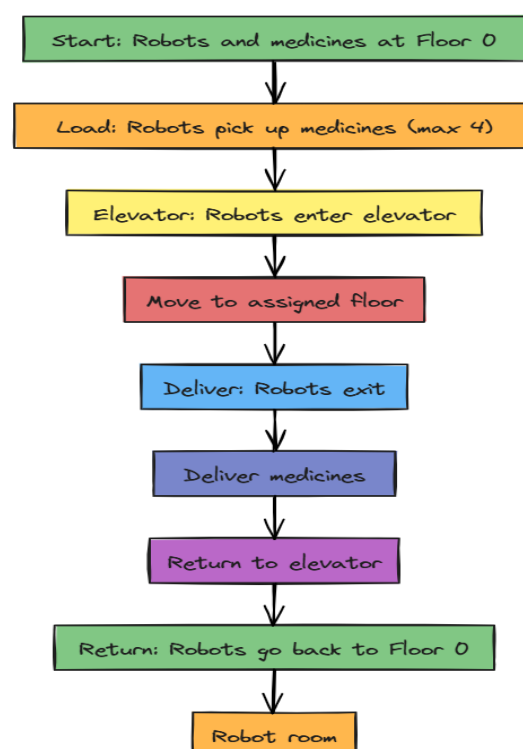 Start: Robots and medicines at Floor 0
Load: Robots pick up medicines (max 4)
Elevator: Robots enter elevator
Move to assigned floor
Deliver: Robots exit
Deliver medicines
Return to elevator
Return: Robots go back to Floor 0
Robot room